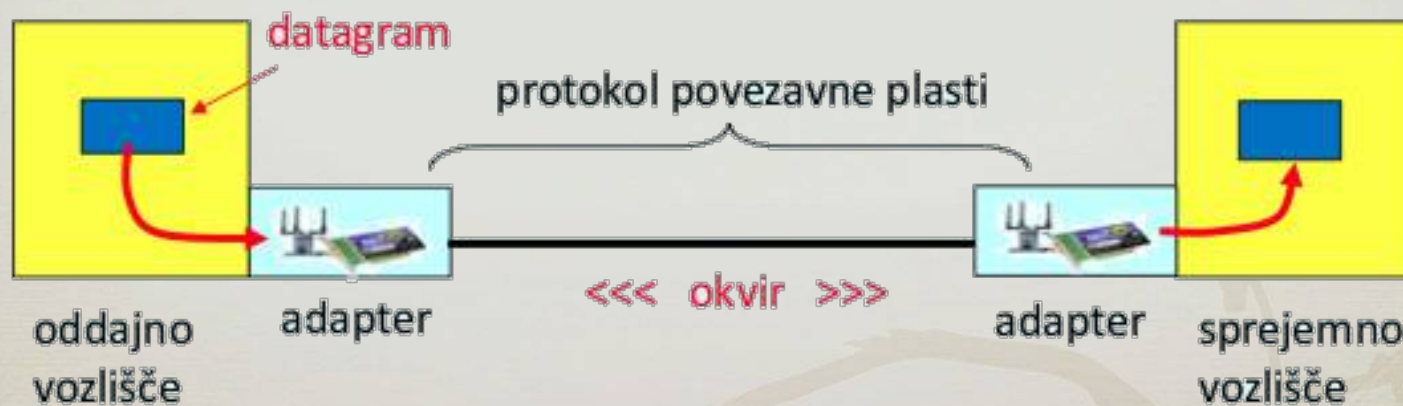 datagram
protokol povezavne plasti
<<< okvir >>>
oddajno
vozlišče
adapter
adapter
sprejemno
vozlišče